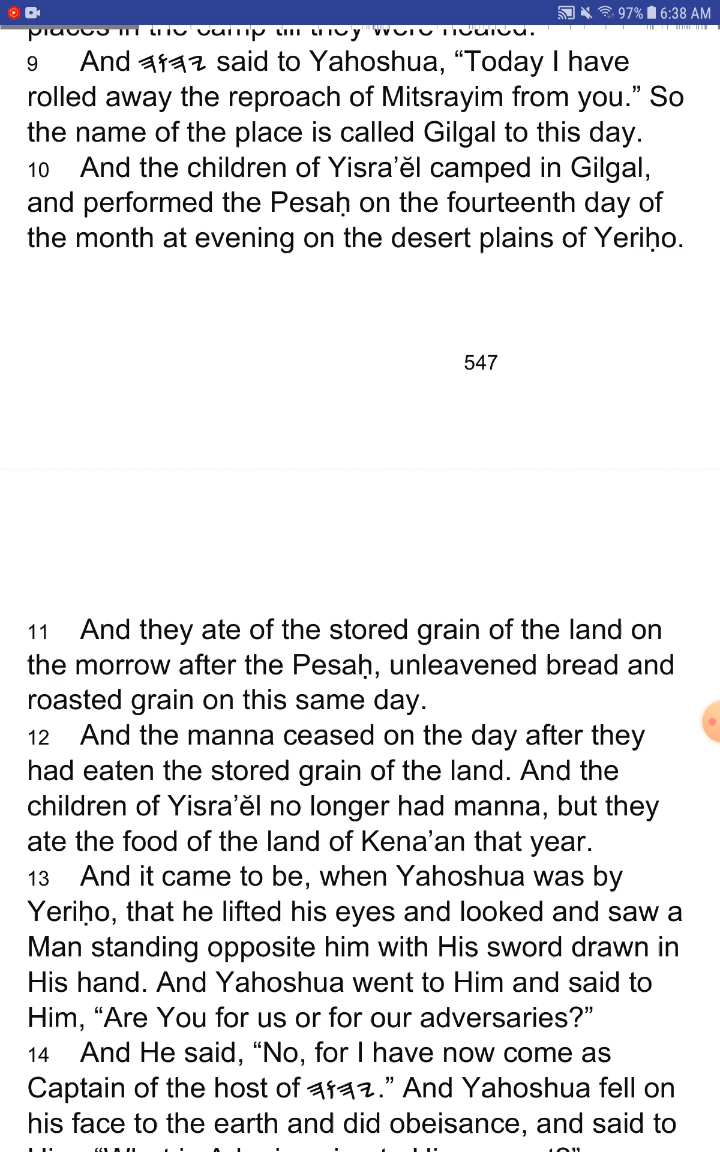 97% 6:38 AM
places in the camp till they were healed.
9 And 𐤉𐤄𐤅𐤄 said to Yahoshua, “Today I have
rolled away the reproach of Mitsrayim from you.” So
the name of the place is called Gilgal to this day.
10 And the children of Yisra’ĕl camped in Gilgal,
and performed the Pesaḥ on the fourteenth day of
the month at evening on the desert plains of Yeriḥo.
547
11 And they ate of the stored grain of the land on
the morrow after the Pesaḥ, unleavened bread and
roasted grain on this same day.
12 And the manna ceased on the day after they
had eaten the stored grain of the land. And the
children of Yisra’ĕl no longer had manna, but they
ate the food of the land of Kena’an that year.
13 And it came to be, when Yahoshua was by
Yeriḥo, that he lifted his eyes and looked and saw a
Man standing opposite him with His sword drawn in
His hand. And Yahoshua went to Him and said to
Him, “Are You for us or for our adversaries?”
14 And He said, “No, for I have now come as
Captain of the host of 𐤉𐤄𐤅𐤄.” And Yahoshua fell on
his face to the earth and did obeisance, and said to